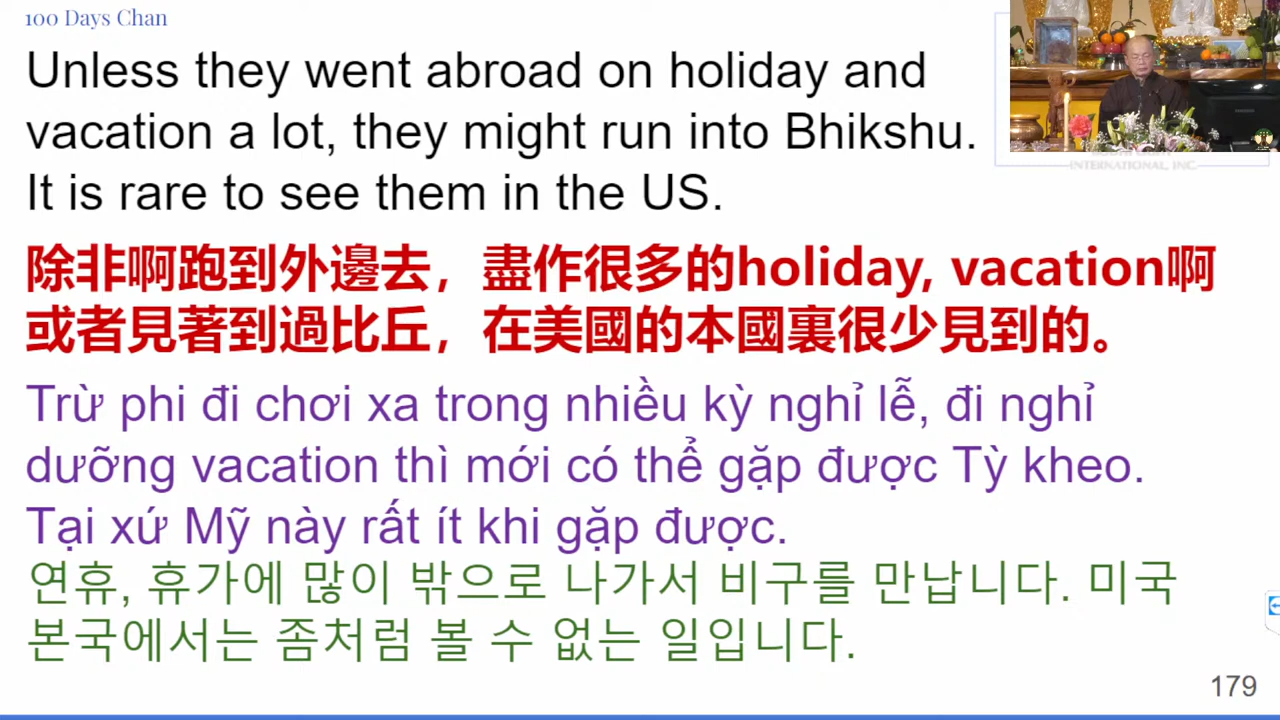 100 Days Chan
Unless they went abroad on holiday and
vacation a lot, they might run into Bhikshu.
It is rare to see them in the US.
INTERNATIONAL, INC.
除非啊跑到外邊去，盡作很多的holiday, vacation啊
或者見著到過比丘，在美國的本國裏很少見到的。
Trừ phi đi chơi xa trong nhiều kỳ nghỉ lễ, đi nghỉ
dưỡng vacation thì mới có thể gặp được Tỳ kheo.
Tại xứ Mỹ này rất ít khi gặp được.
연휴, 휴가에 많이 밖으로 나가서 비구를 만납니다. 미국
본국에서는 좀처럼 볼 수 없는 일입니다.
179